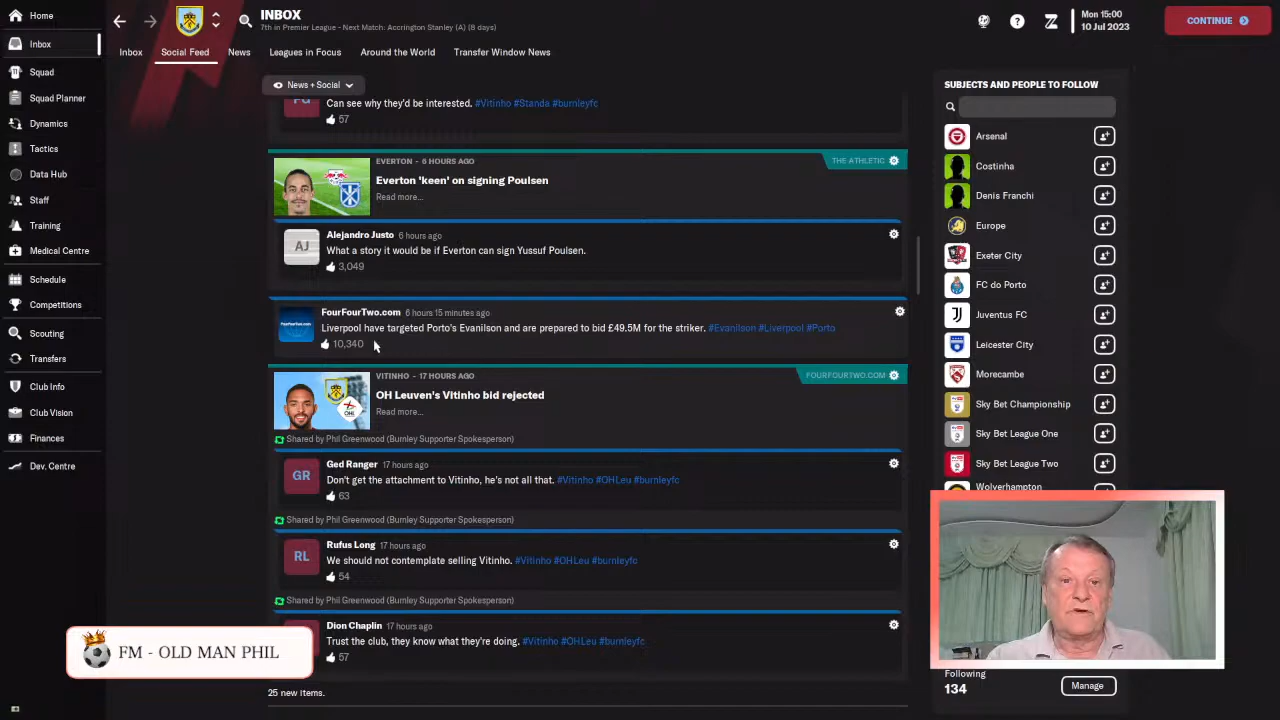 Home
Inbox
Squad
Squad Planner
Dynamics
Tactics
Data Hub
Staff
Training
Medical Centre
Schedule
Competitions
Scouting
Transfers
Club Info
Club Vision
Finances
Dev. Centre
INBOX
7th in Premier League - Next Match: Accrington Stanley (A) (8 days)
Mon 15:00
10 Jul 2023
CONTINUE
Inbox
Social Feed
News
Leagues in Focus
Around the World
Transfer Window News
News + Social
Can see why they'd be interested. #Vitinho #Standa #burnleyfc
57
EVERTON - 6 HOURS AGO
THE ATHLETIC
Everton 'keen' on signing Poulsen
Read more...
AJ
Alejandro Justo 6 hours ago
What a story it would be if Everton can sign Yussuf Poulsen.
3,049
FourFourTwo.com 6 hours 15 minutes ago
Liverpool have targeted Porto's Evanilson and are prepared to bid £49.5M for the striker. #Evanilson #Liverpool #Porto
10,340
VITINHO - 17 HOURS AGO
FOURFOURTWO.COM
OH Leuven's Vitinho bid rejected
Read more...
Shared by Phil Greenwood (Burnley Supporter Spokesperson)
GR
Ged Ranger 17 hours ago
Don't get the attachment to Vitinho, he's not all that. #Vitinho #OHLeu #burnleyfc
63
Shared by Phil Greenwood (Burnley Supporter Spokesperson)
RL
Rufus Long 17 hours ago
We should not contemplate selling Vitinho. #Vitinho #OHLeu #burnleyfc
54
Shared by Phil Greenwood (Burnley Supporter Spokesperson)
Dion Chaplin 17 hours ago
Trust the club, they know what they're doing. #Vitinho #OHLeu #burnleyfc
57
25 new items.
SUBJECTS AND PEOPLE TO FOLLOW
Arsenal
Costinha
Denis Franchi
Europe
Exeter City
FC do Porto
Juventus FC
Leicester City
Morecambe
Sky Bet Championship
Sky Bet League One
Sky Bet League Two
Wolverhampton
Following
134
Manage
FM - OLD MAN PHIL